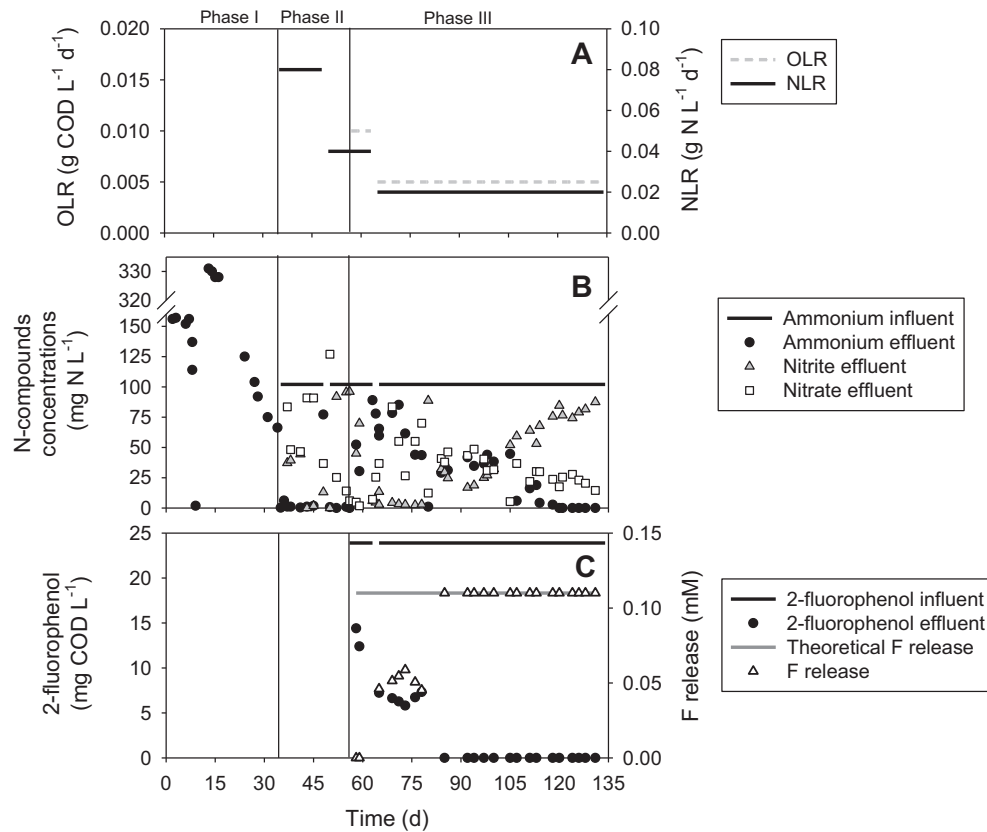 Phase I Phase II Phase III
A
OLR (g COD L⁻¹ d⁻¹)
0.020
0.015
0.010
0.005
0.000
0.10
0.08
0.06
0.04
0.02
0.00
NLR (g N L⁻¹ d⁻¹)
OLR
NLR
B
N-compounds
concentrations
(mg N L⁻¹)
330
320
150
125
100
75
50
25
0
Ammonium influent
Ammonium effluent
Nitrite effluent
Nitrate effluent
C
2-fluorophenol
(mg COD L⁻¹)
25
20
15
10
5
0
0.15
0.10
0.05
0.00
F release (mM)
2-fluorophenol influent
2-fluorophenol effluent
Theoretical F release
F release
0 15 30 45 60 75 90 105 120 135
Time (d)